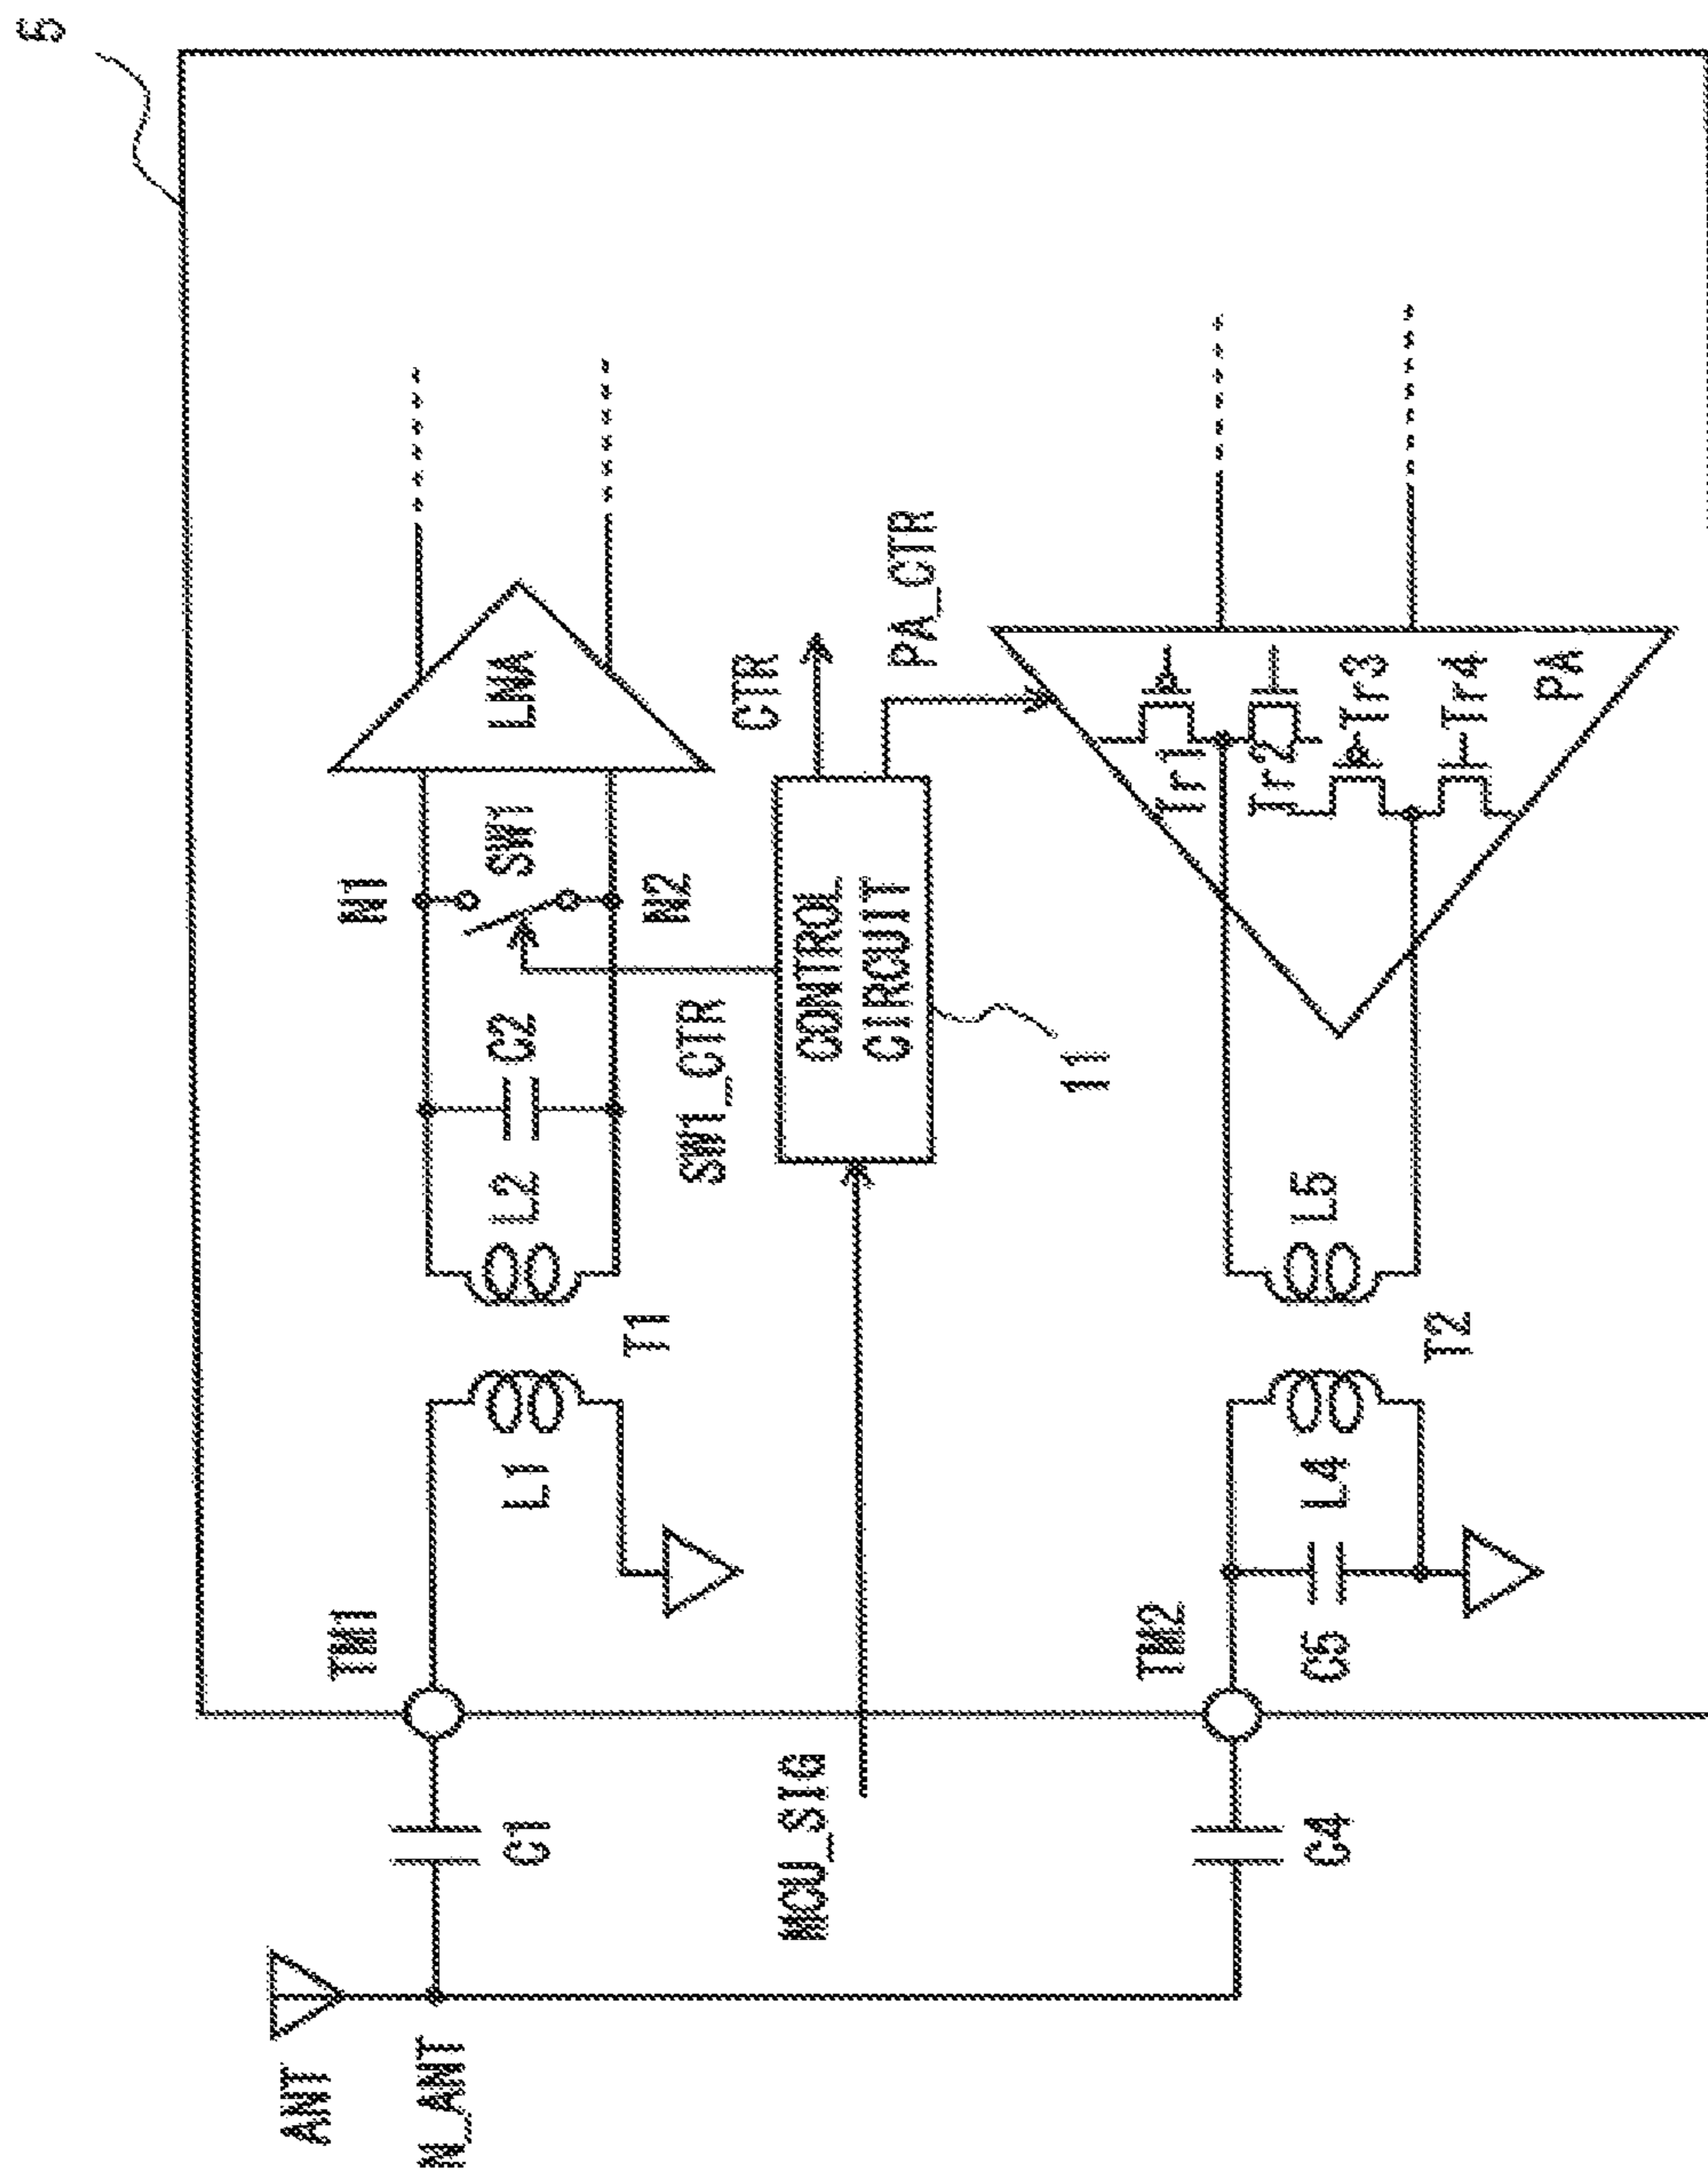 5
ANT
N_ANT
C1
TM1
L1
T1
L2
C2
N1
SW1
N2
LNA
SW1_CTR
CTR
PA_CTR
CONTROL
CIRCUIT
11
MCU_SIG
C4
TM2
C5
L4
T2
L5
Tr1
Tr2
Tr3
Tr4
PA